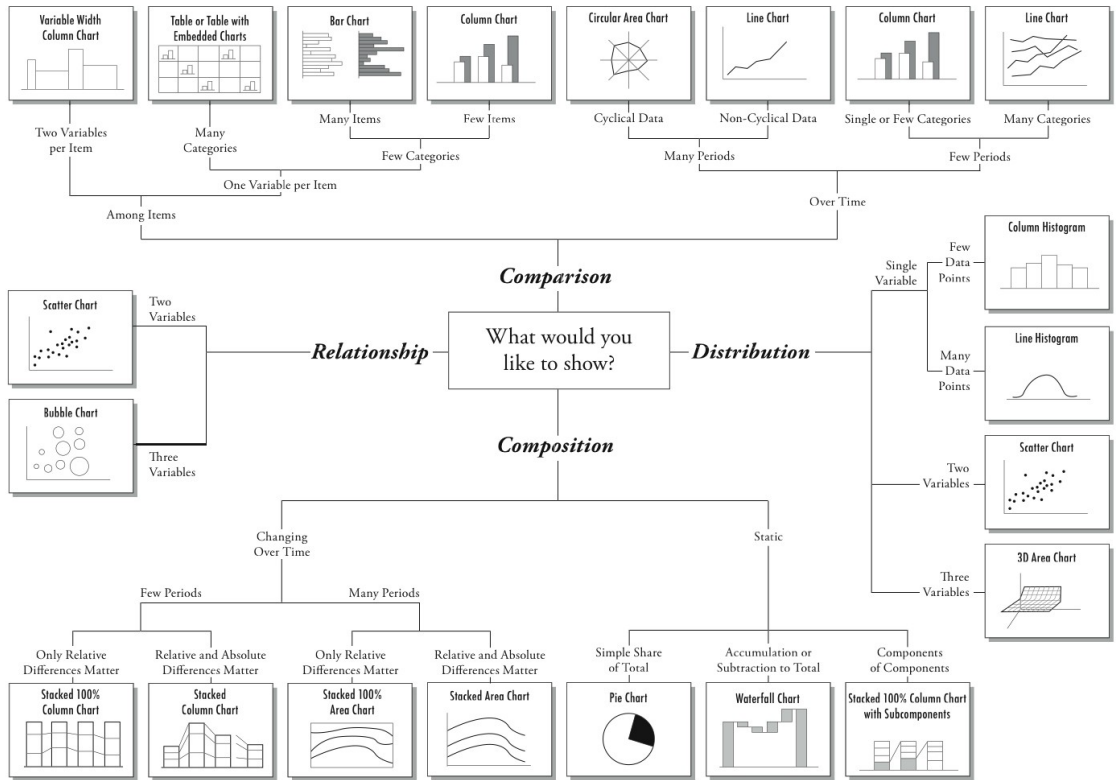 Variable Width
Column Chart
Table or Table with
Embedded Charts
Bar Chart
Column Chart
Circular Area Chart
Line Chart
Column Chart
Line Chart
Two Variables
per Item
Many
Categories
Many Items
Few Items
Cyclical Data
Non-Cyclical Data
Single or Few Categories
Many Categories
Few Categories
Many Periods
Few Periods
One Variable per Item
Among Items
Over Time
Comparison
What would you
like to show?
Relationship
Two
Variables
Scatter Chart
Three
Variables
Bubble Chart
Distribution
Single
Variable
Few
Data
Points
Column Histogram
Many
Data
Points
Line Histogram
Two
Variables
Scatter Chart
Three
Variables
3D Area Chart
Composition
Changing
Over Time
Static
Few Periods
Many Periods
Only Relative
Differences Matter
Relative and Absolute
Differences Matter
Only Relative
Differences Matter
Relative and Absolute
Differences Matter
Simple Share
of Total
Accumulation or
Subtraction to Total
Components
of Components
Stacked 100%
Column Chart
Stacked
Column Chart
Stacked 100%
Area Chart
Stacked Area Chart
Pie Chart
Waterfall Chart
Stacked 100% Column Chart
with Subcomponents